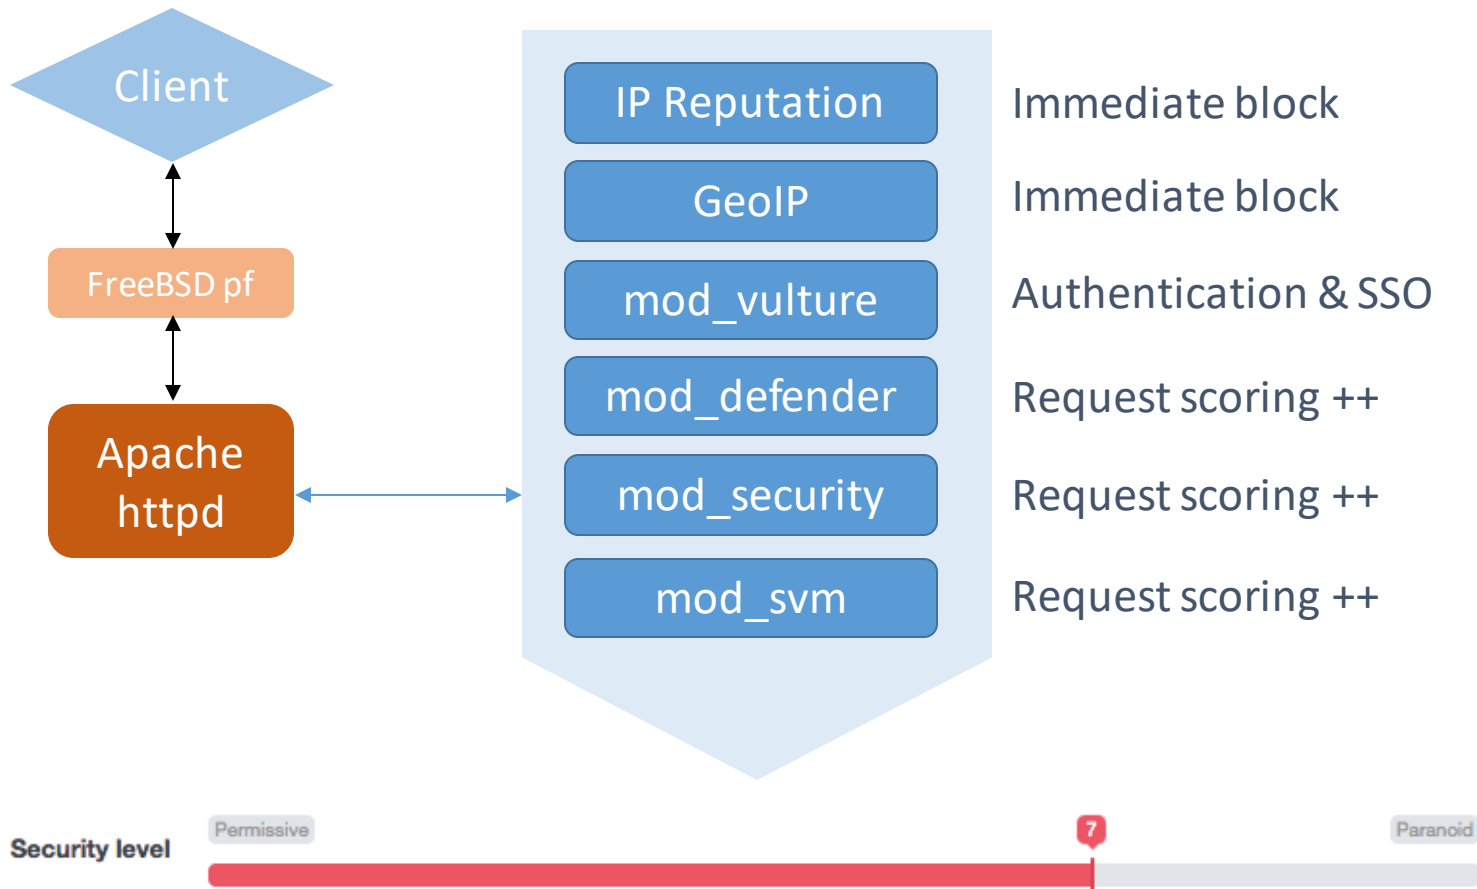 Client
FreeBSD pf
Apache
httpd
IP Reputation
Immediate block
GeoIP
Immediate block
mod_vulture
Authentication & SSO
mod_defender
Request scoring ++
mod_security
Request scoring ++
mod_svm
Request scoring ++
Security level
Permissive
7
Paranoid